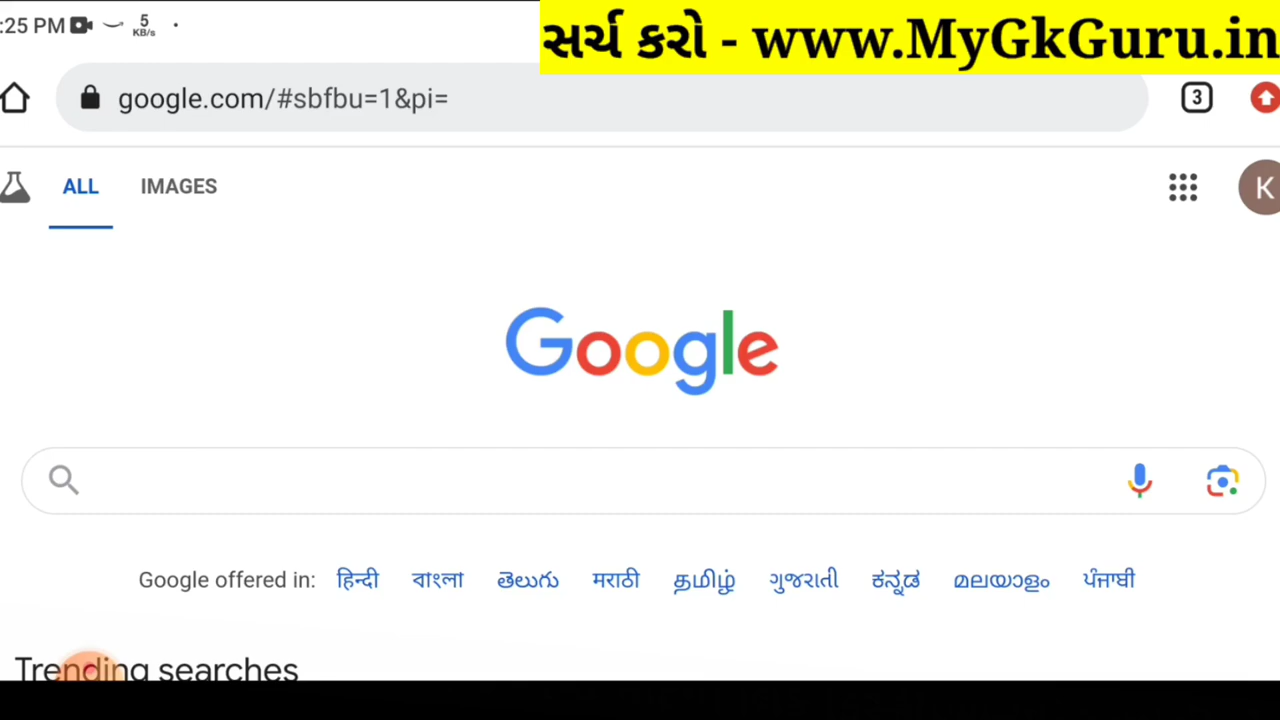 :25 PM 5 KB/s
સર્ચ કરો - www.MyGkGuru.in
google.com/#sbfbu=1&pi=
3
ALL IMAGES
K
Google
Google offered in: हिन्दी বাংলা తెలుగు मराठी தமிழ் ગુજરાતી ಕನ್ನಡ മലയാളം ਪੰਜਾਬੀ
Trending searches